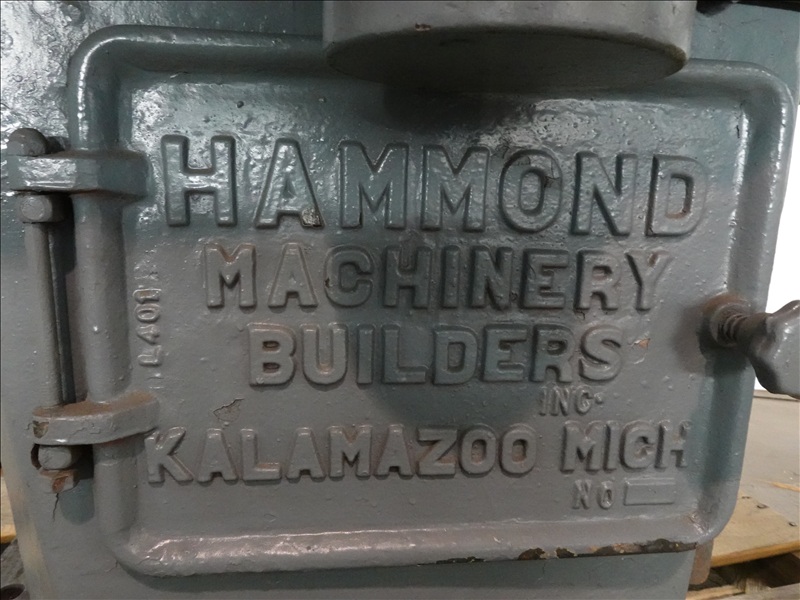 HAMMOND
MACHINERY
BUILDERS
INC.
KALAMAZOO MICH
NO